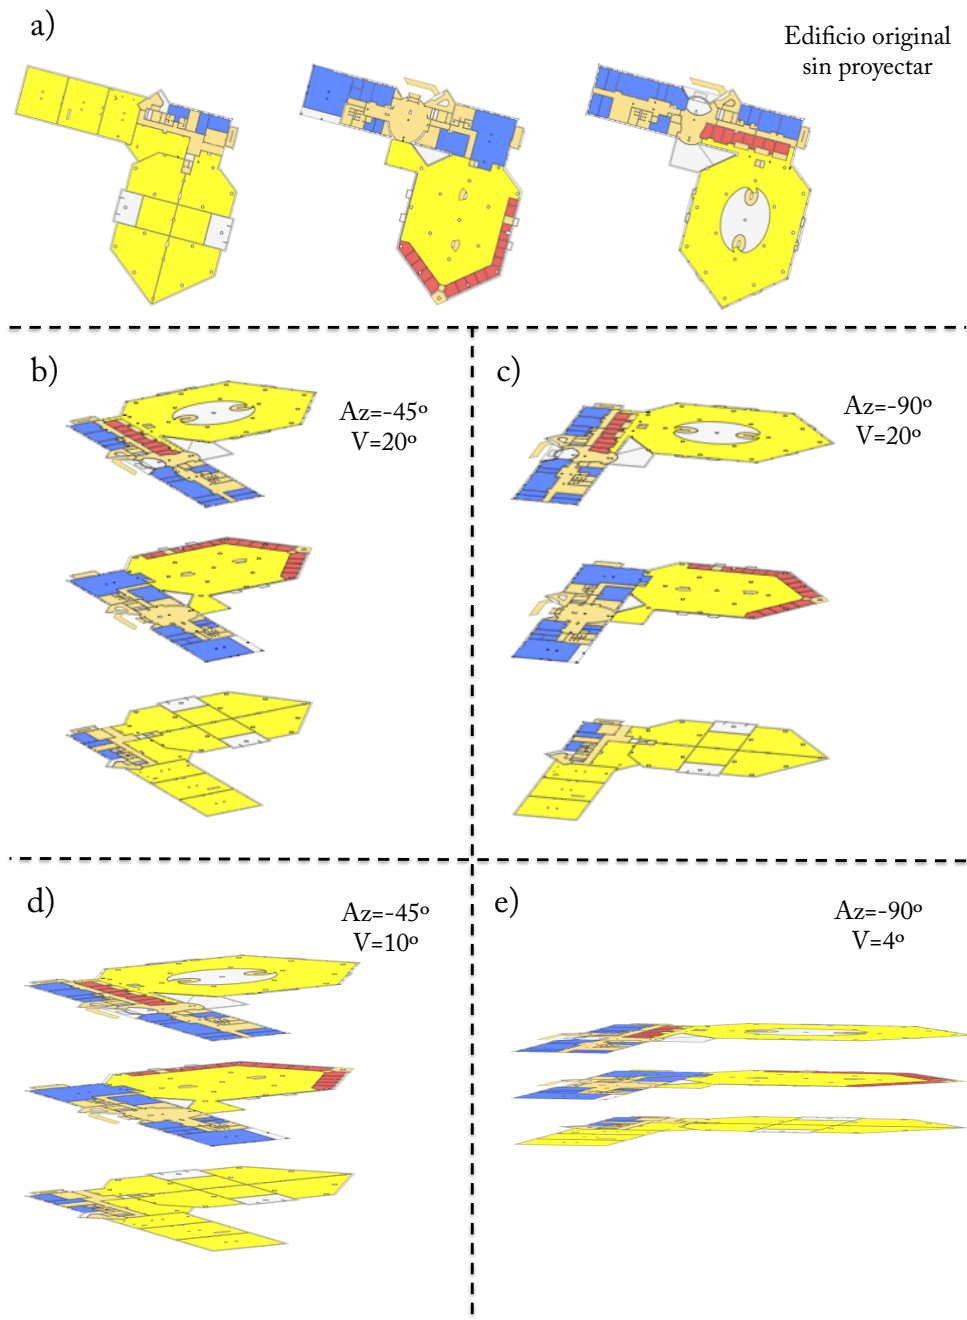 a)
Edificio original
sin proyectar
b)
Az=-45º
V=20º
c)
Az=-90º
V=20º
d)
Az=-45º
V=10º
e)
Az=-90º
V=4º